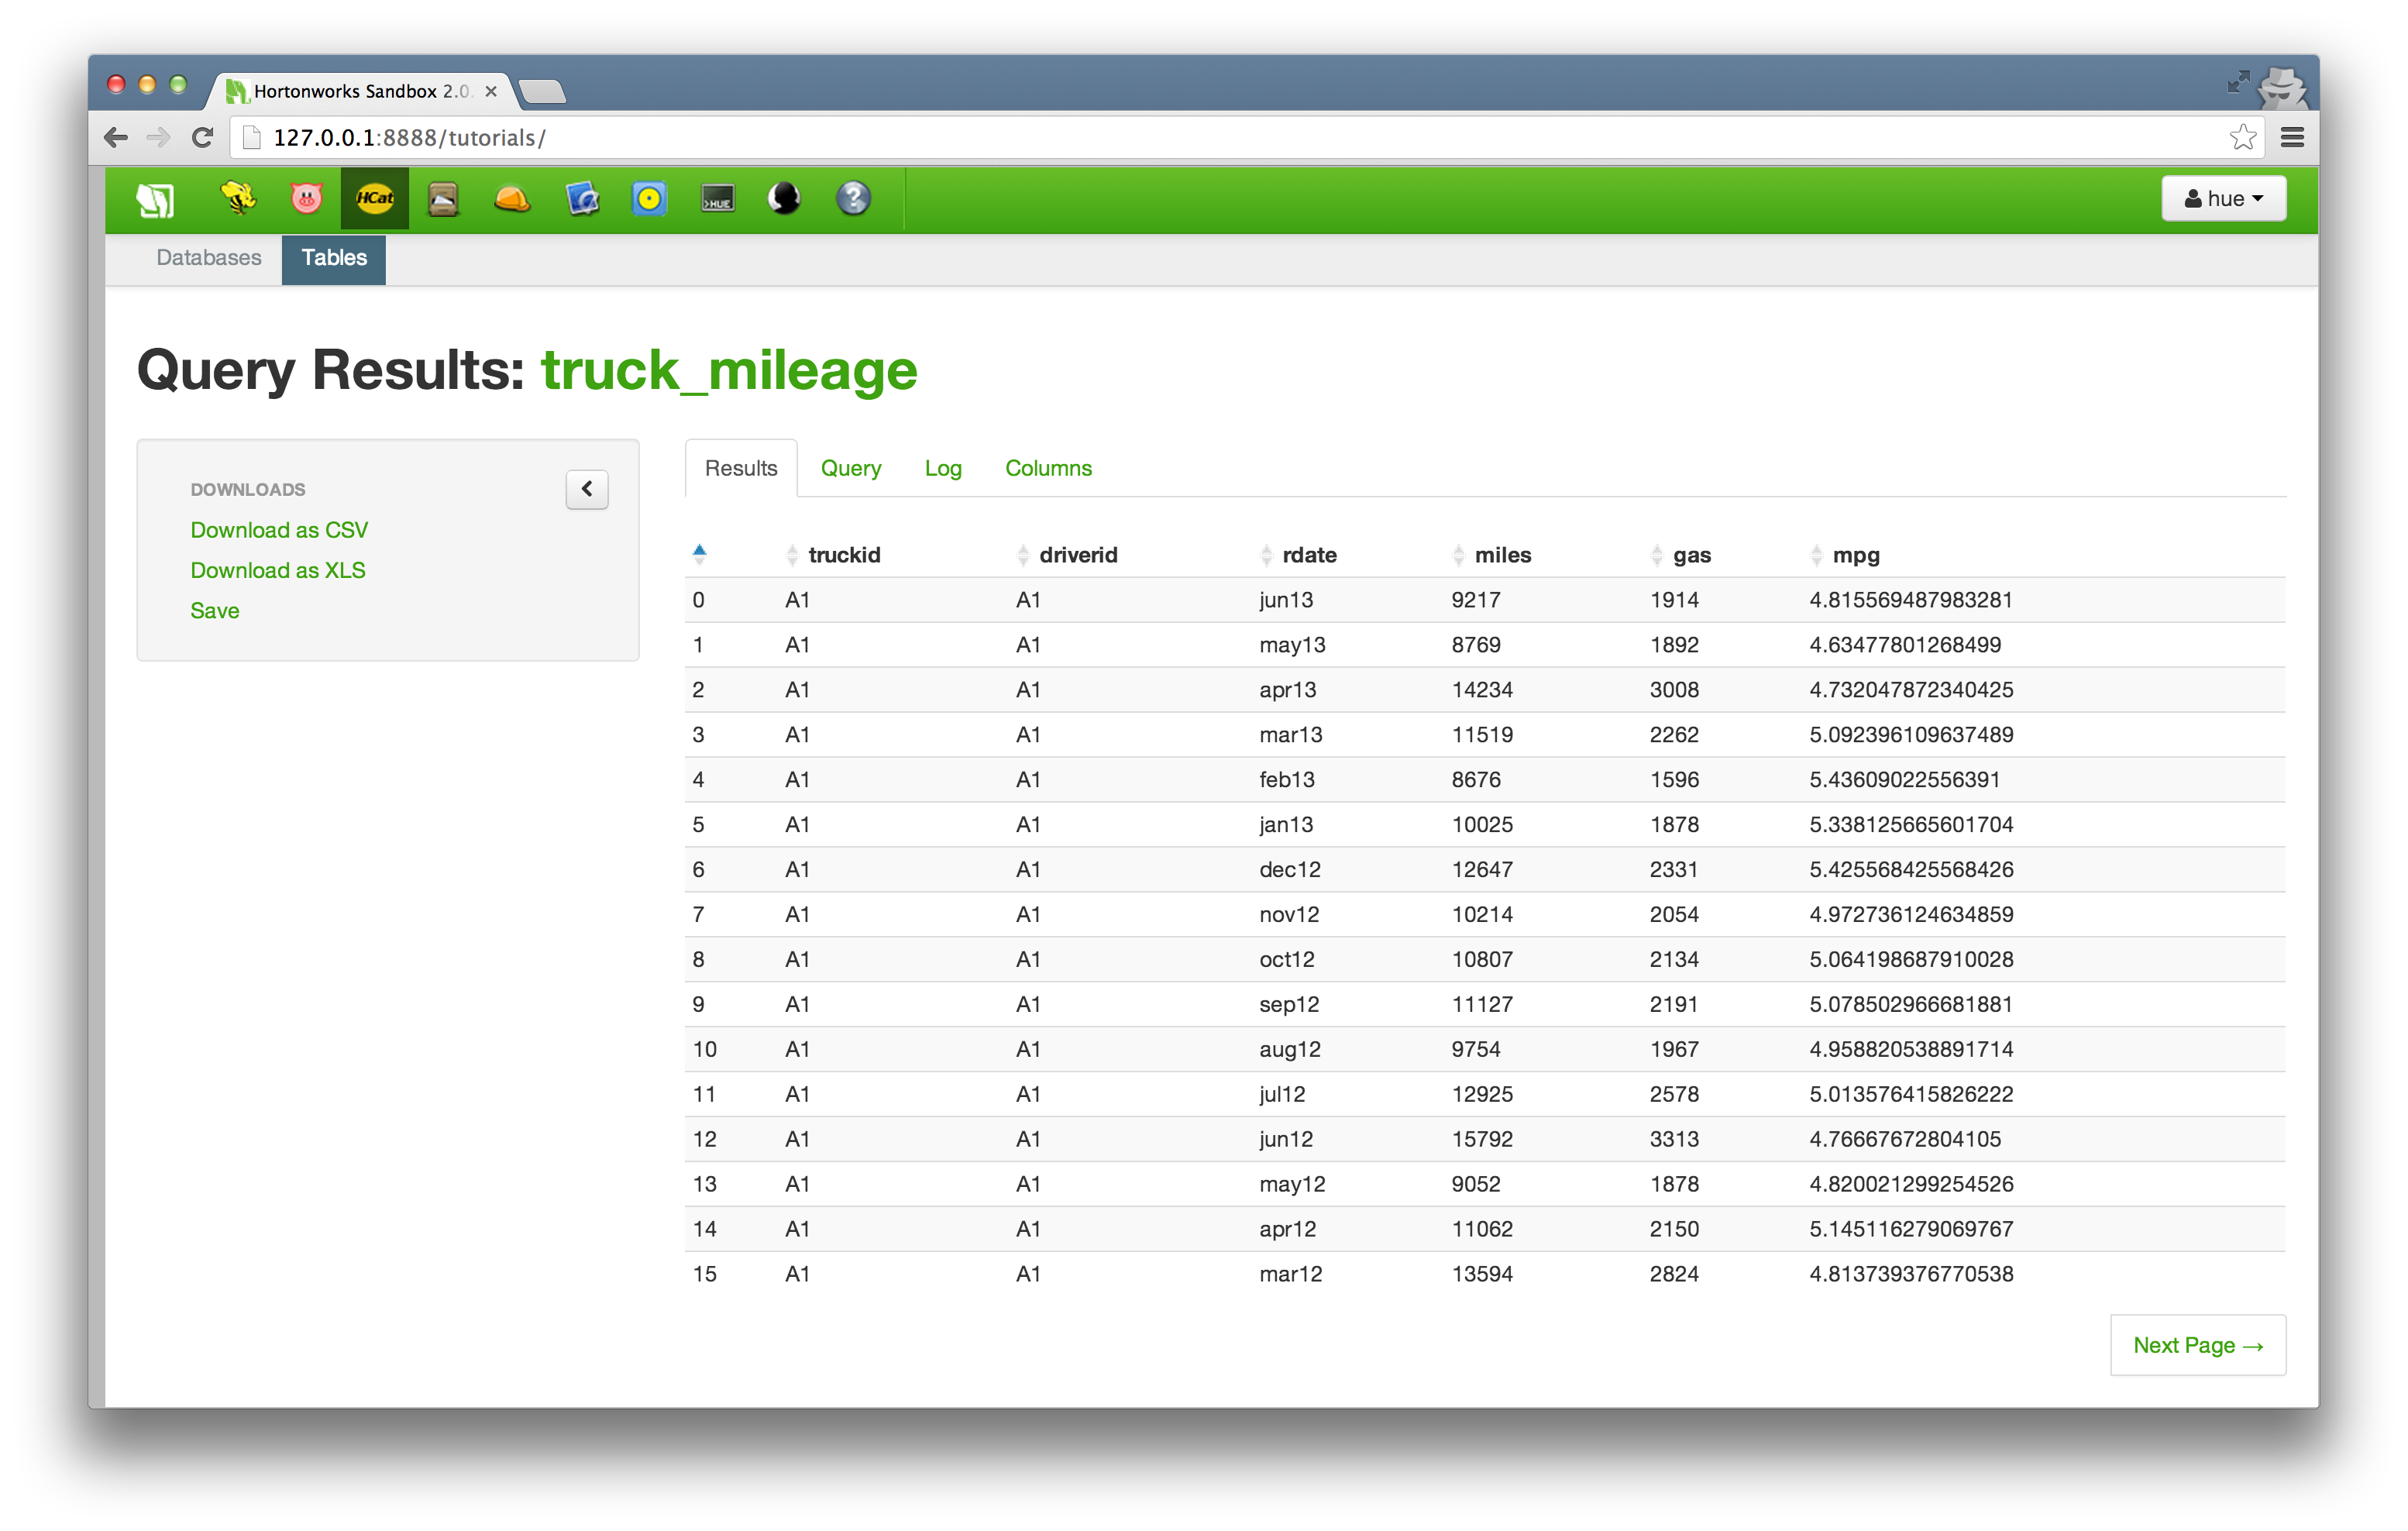 Hortonworks Sandbox 2.0.
127.0.0.1:8888/tutorials/
HCat >HUE ? hue
Databases Tables
Query Results: truck_mileage
DOWNLOADS
Download as CSV
Download as XLS
Save
Results Query Log Columns
truckid driverid rdate miles gas mpg
0 A1 A1 jun13 9217 1914 4.815569487983281
1 A1 A1 may13 8769 1892 4.63477801268499
2 A1 A1 apr13 14234 3008 4.732047872340425
3 A1 A1 mar13 11519 2262 5.092396109637489
4 A1 A1 feb13 8676 1596 5.43609022556391
5 A1 A1 jan13 10025 1878 5.338125665601704
6 A1 A1 dec12 12647 2331 5.425568425568426
7 A1 A1 nov12 10214 2054 4.972736124634859
8 A1 A1 oct12 10807 2134 5.064198687910028
9 A1 A1 sep12 11127 2191 5.078502966681881
10 A1 A1 aug12 9754 1967 4.958820538891714
11 A1 A1 jul12 12925 2578 5.013576415826222
12 A1 A1 jun12 15792 3313 4.76667672804105
13 A1 A1 may12 9052 1878 4.820021299254526
14 A1 A1 apr12 11062 2150 5.145116279069767
15 A1 A1 mar12 13594 2824 4.813739376770538
Next Page →